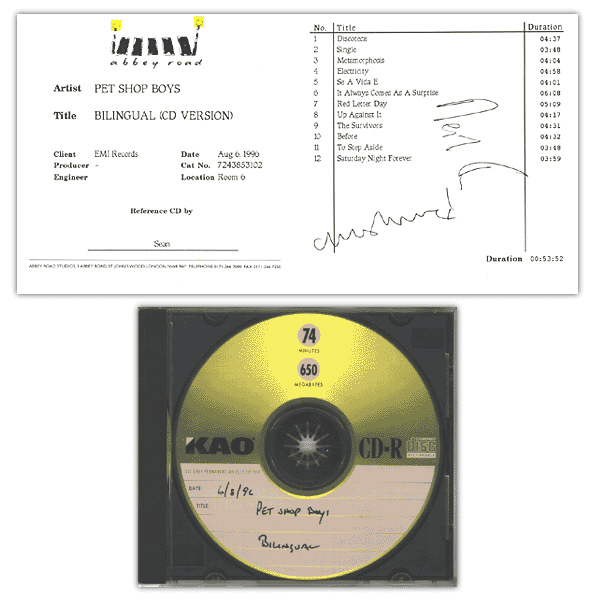 abbey road
Artist PET SHOP BOYS
Title BILINGUAL (CD VERSION)
Client EMI Records Date Aug 6, 1996
Producer - Cat No. 7243853102
Engineer Location Room 6
Reference CD by
Sean
No. Title Duration
1 Discoteca 04:37
2 Single 03:48
3 Metamorphosis 04:04
4 Electricity 04:58
5 Se A Vida E 04:01
6 It Always Comes As A Surprise 06:08
7 Red Letter Day 05:09
8 Up Against It 04:17
9 The Survivors 04:31
10 Before 04:32
11 To Step Aside 03:48
12 Saturday Night Forever 03:59
Duration 00:53:52
74
MINUTES
650
MEGABYTES
KAO
CD-R
COMPACT
disc
DATE: 6/8/96
TITLE: PET SHOP BOYS
BILINGUAL